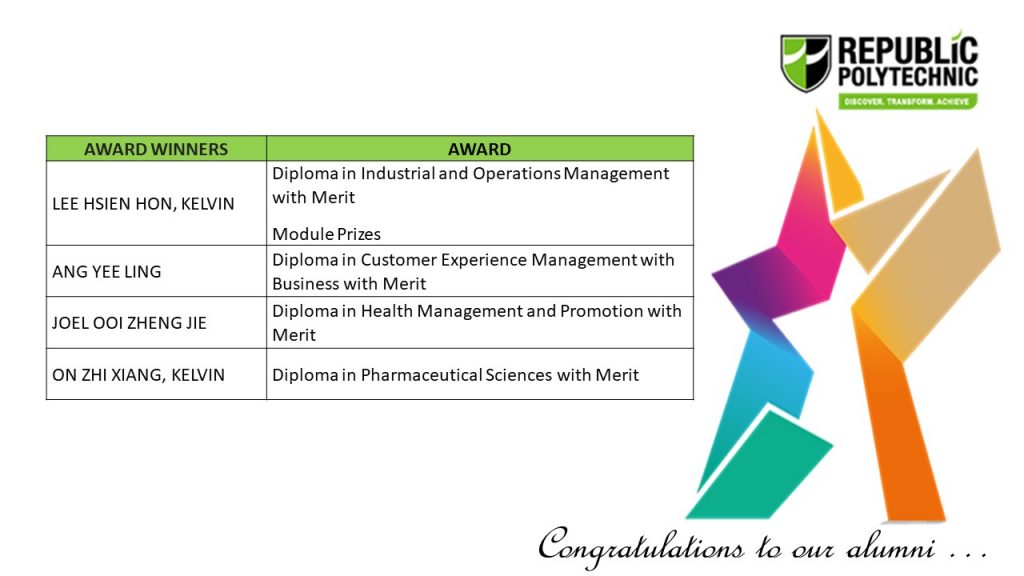 REPUBLIC
POLYTECHNIC
DISCOVER. TRANSFORM. ACHIEVE
AWARD WINNERS
AWARD
LEE HSIEN HON, KELVIN
Diploma in Industrial and Operations Management
with Merit
Module Prizes
ANG YEE LING
Diploma in Customer Experience Management with
Business with Merit
JOEL OOI ZHENG JIE
Diploma in Health Management and Promotion with
Merit
ON ZHI XIANG, KELVIN
Diploma in Pharmaceutical Sciences with Merit
Congratulations to our alumni ...